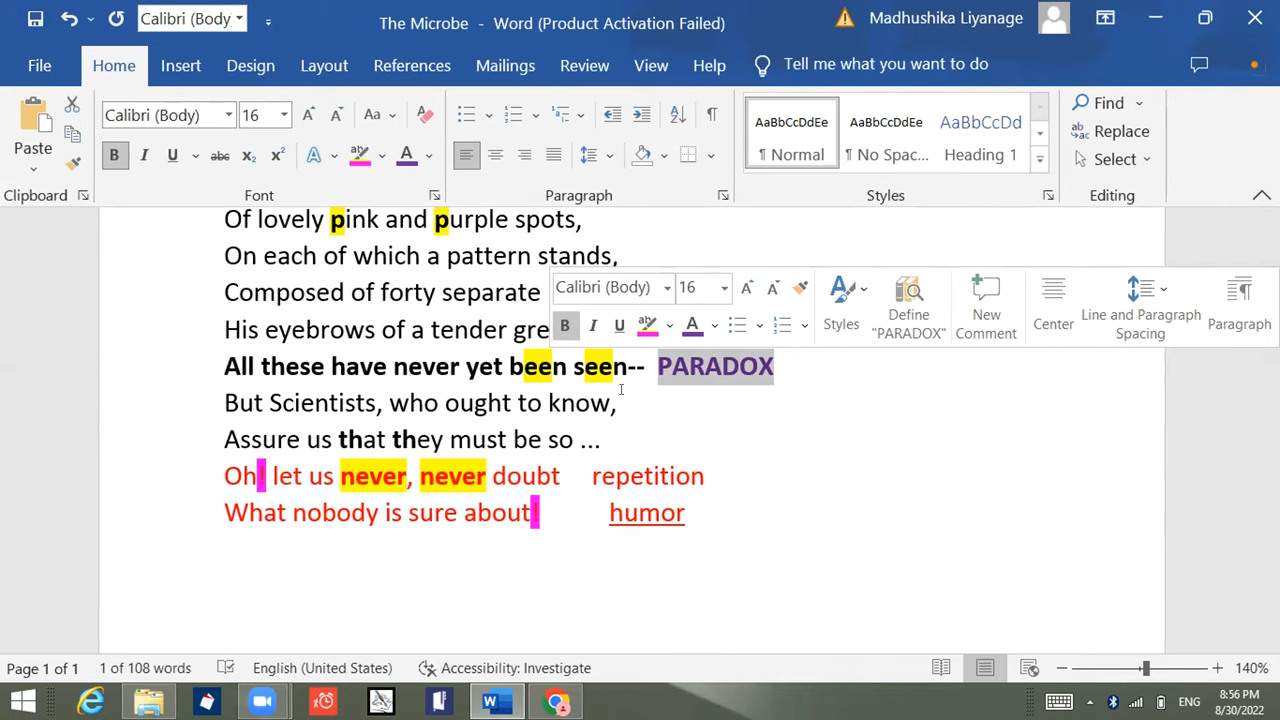 Calibri (Body)
The Microbe - Word (Product Activation Failed)
Madhushika Liyanage
File Home Insert Design Layout References Mailings Review View Help Tell me what you want to do
Paste
Calibri (Body) 16
Aa
AaBbCcDd AaBbCcDd AaBbCcDd
¶ Normal ¶ No Spac... Heading 1
Find
Replace
Select
Clipboard Font Paragraph Styles Editing
Of lovely pink and purple spots,
On each of which a pattern stands,
Composed of forty separate
His eyebrows of a tender gre
Calibri (Body) 16
Styles
Define "PARADOX"
New Comment
Center
Line and Paragraph Spacing
Paragraph
All these have never yet been seen-- PARADOX
But Scientists, who ought to know,
Assure us that they must be so ...
Oh! let us never, never doubt repetition
What nobody is sure about! humor
Page 1 of 1 1 of 108 words English (United States) Accessibility: Investigate 140%
ENG
8:56 PM
8/30/2022